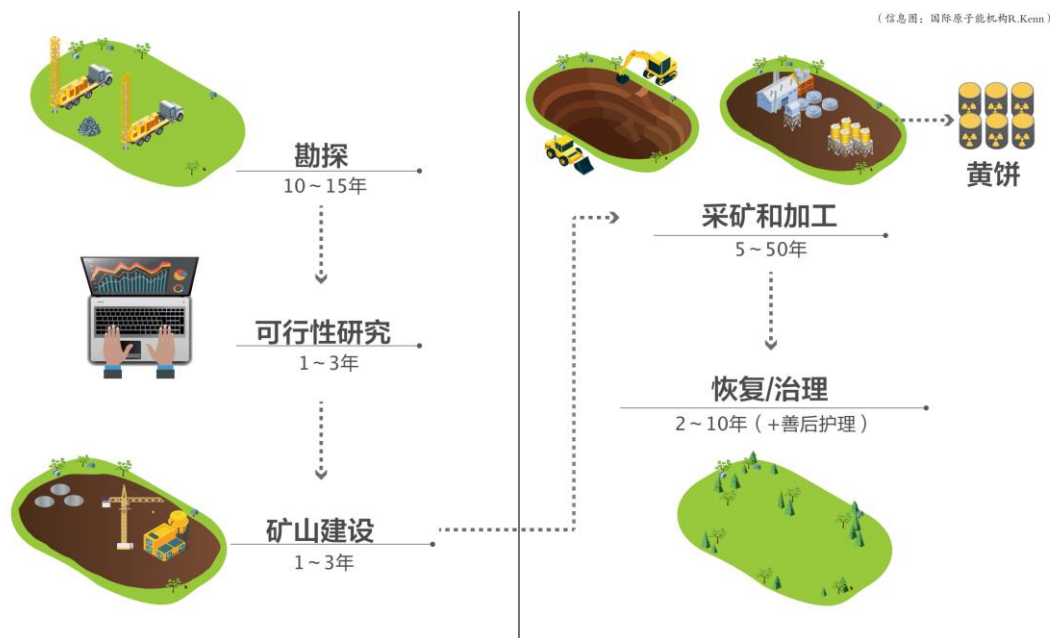 (信息图：国际原子能机构R.Kenn)
勘探
10～15年
可行性研究
1～3年
矿山建设
1～3年
黄饼
采矿和加工
5～50年
恢复/治理
2～10年（+善后护理）